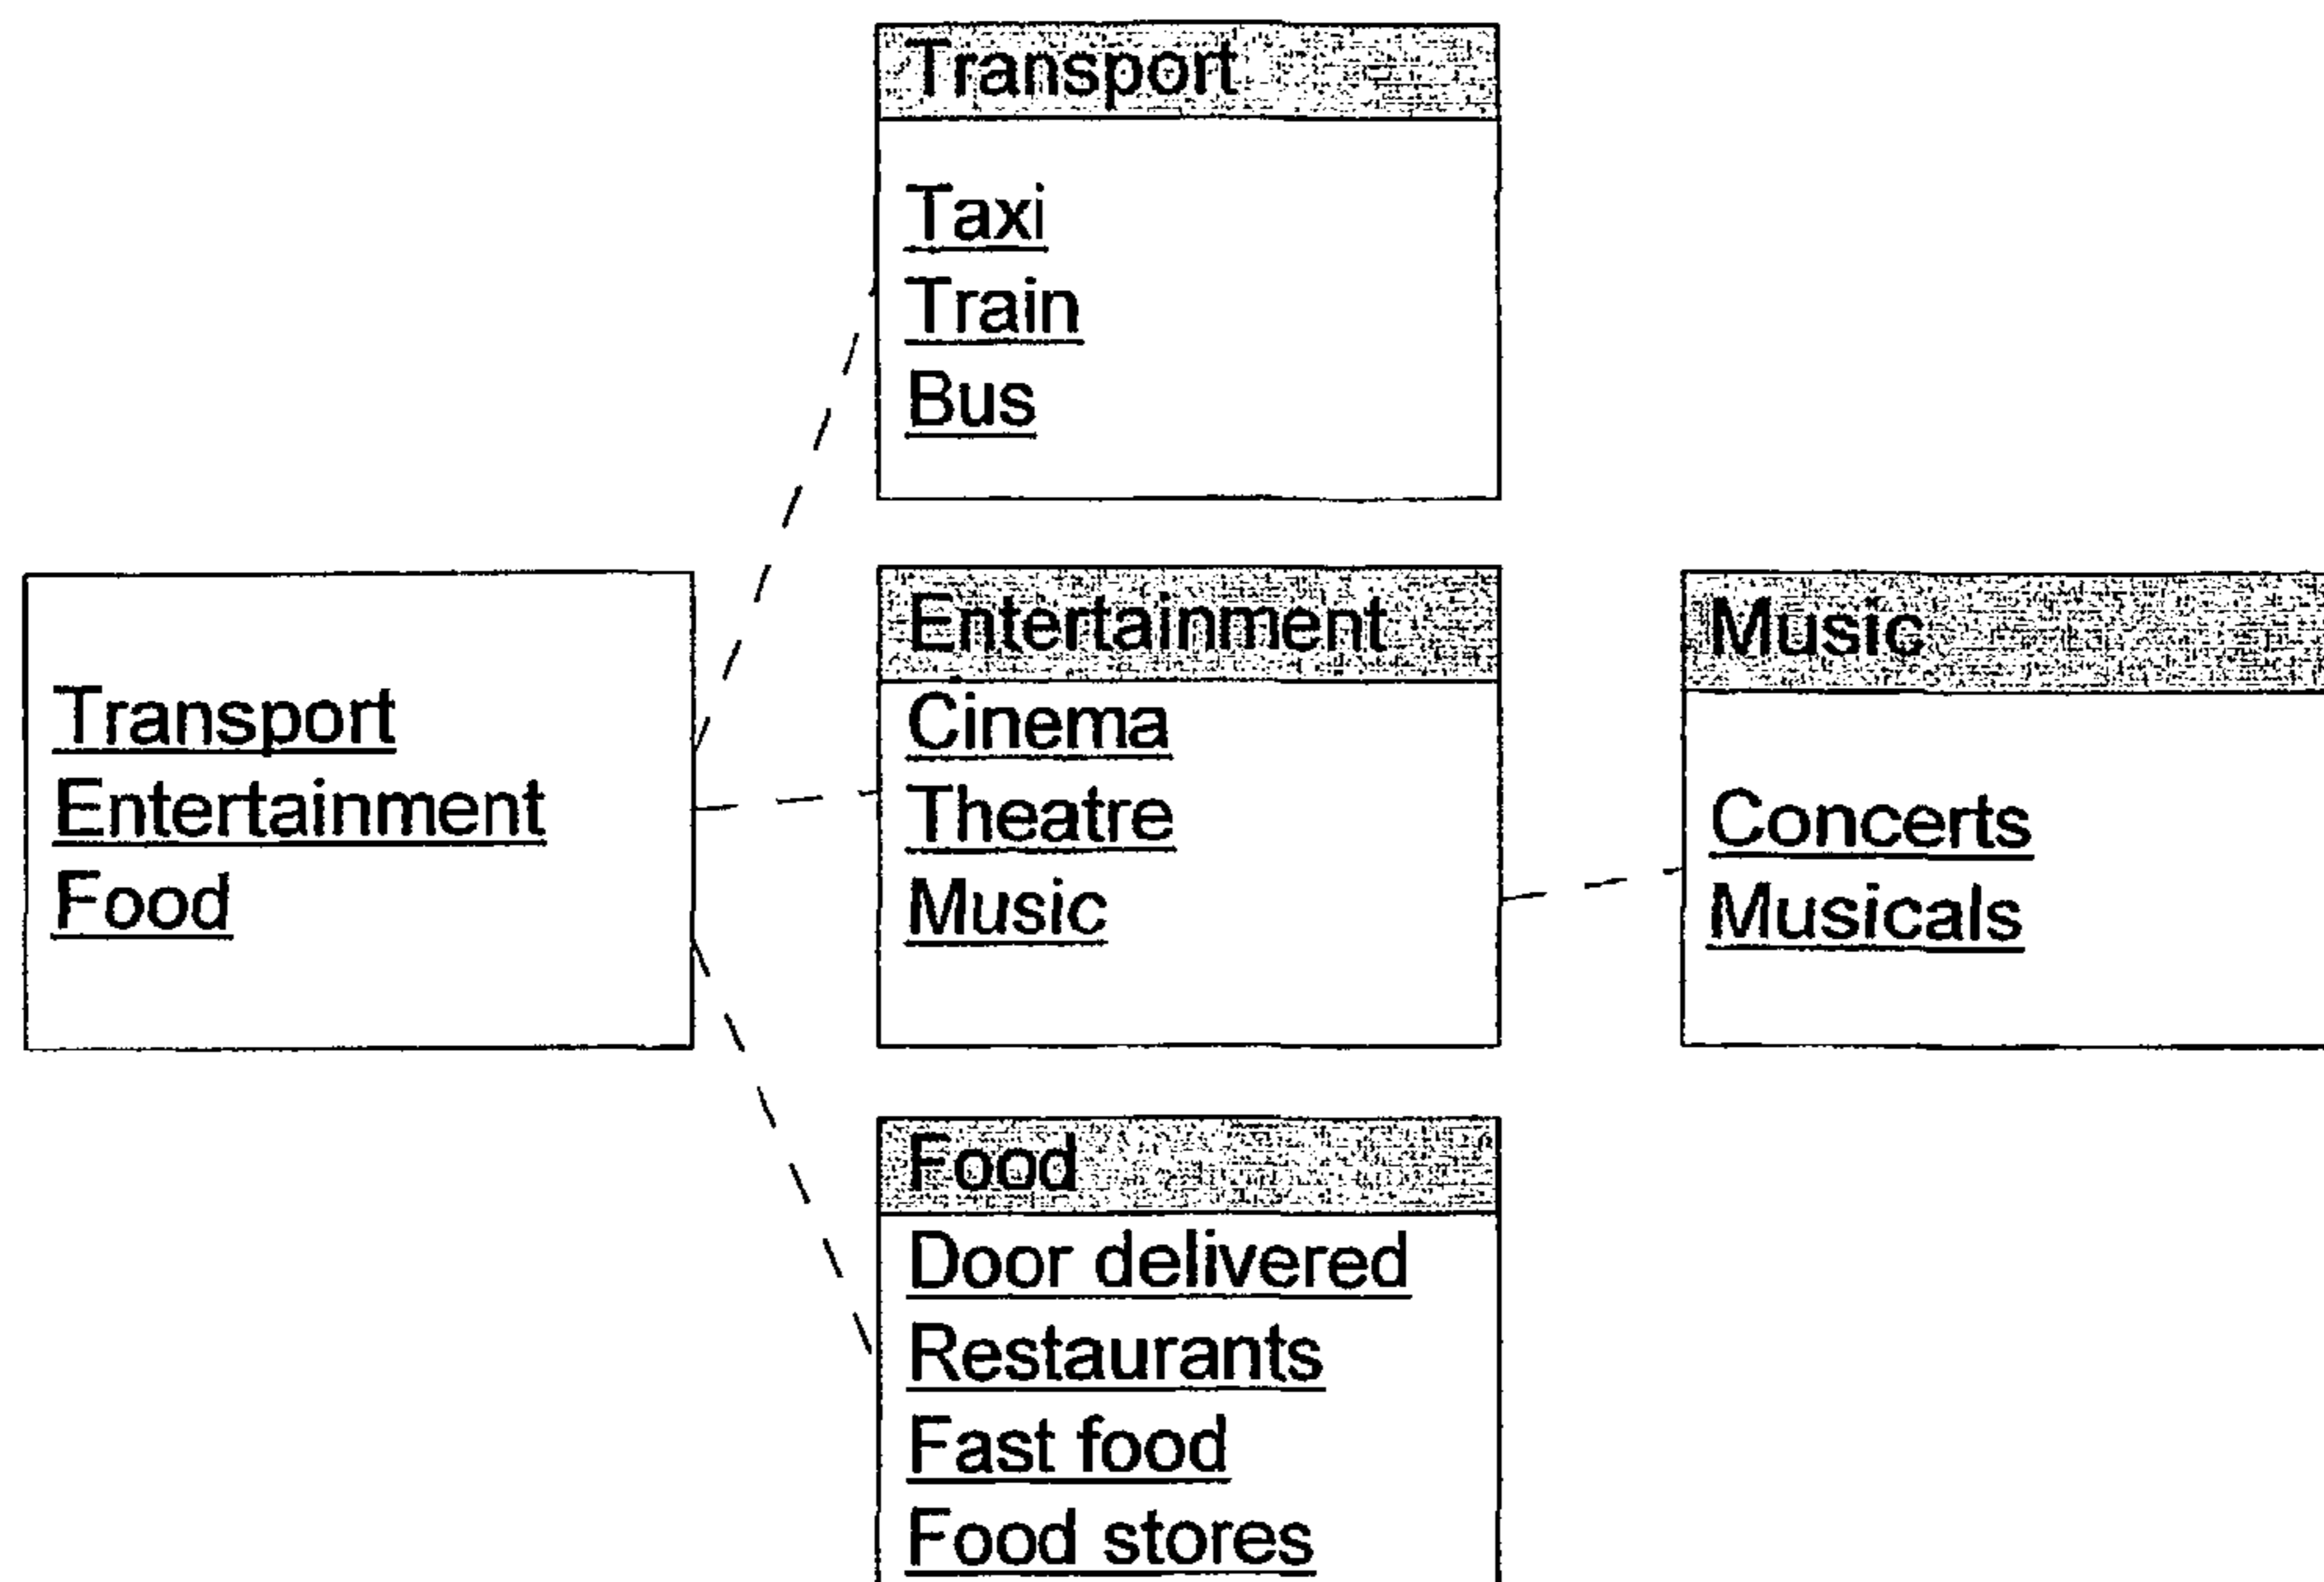 Transport
Taxi
Train
Bus
Transport
Entertainment
Food
Entertainment
Cinema
Theatre
Music
Music
Concerts
Musicals
Food
Door delivered
Restaurants
Fast food
Food stores